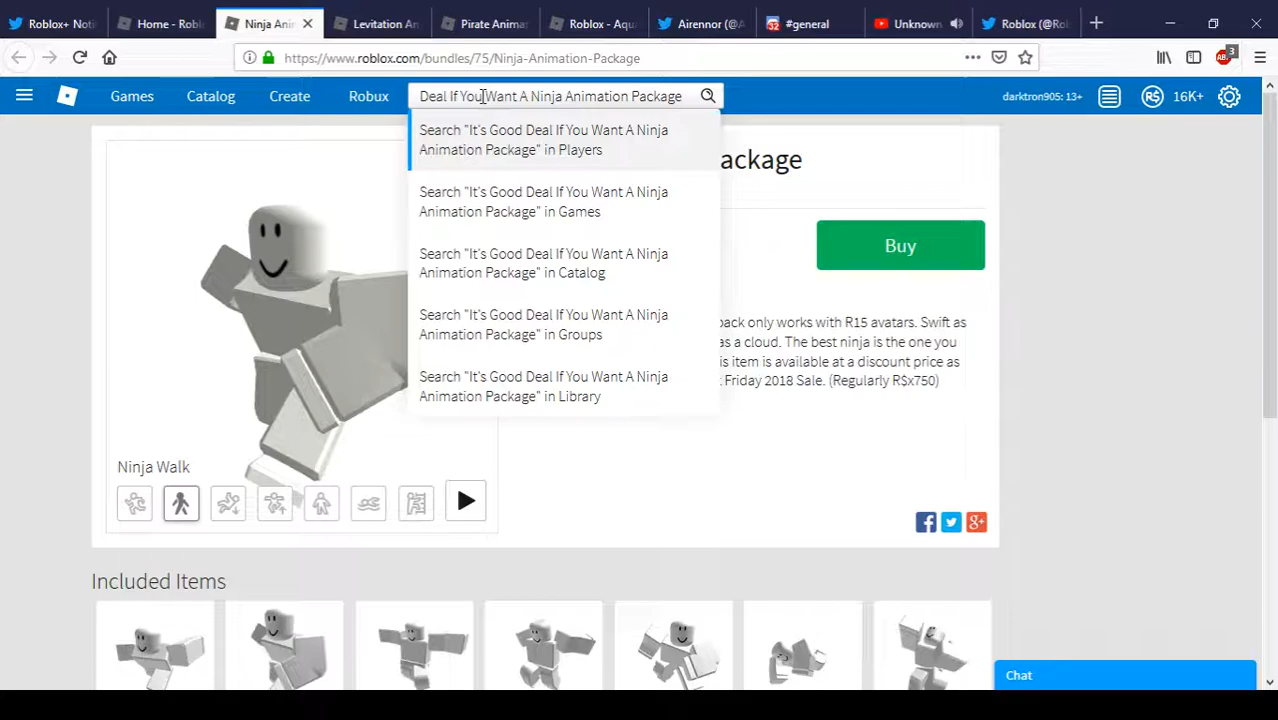 Roblox+ Noti
Home - Roblo
Ninja Anim
Levitation An
Pirate Animat
Roblox - Aqua
Airennor (@A
#general
Unknown
Roblox (@Rob
https://www.roblox.com/bundles/75/Ninja-Animation-Package
3
Games Catalog Create Robux
Deal If You Want A Ninja Animation Package
darktron905: 13+
16K+
Search "It's Good Deal If You Want A Ninja
Animation Package" in Players
Search "It's Good Deal If You Want A Ninja
Animation Package" in Games
Search "It's Good Deal If You Want A Ninja
Animation Package" in Catalog
Search "It's Good Deal If You Want A Ninja
Animation Package" in Groups
Search "It's Good Deal If You Want A Ninja
Animation Package" in Library
ackage
Buy
back only works with R15 avatars. Swift as
as a cloud. The best ninja is the one you
is item is available at a discount price as
Friday 2018 Sale. (Regularly R$x750)
Ninja Walk
Included Items
Chat